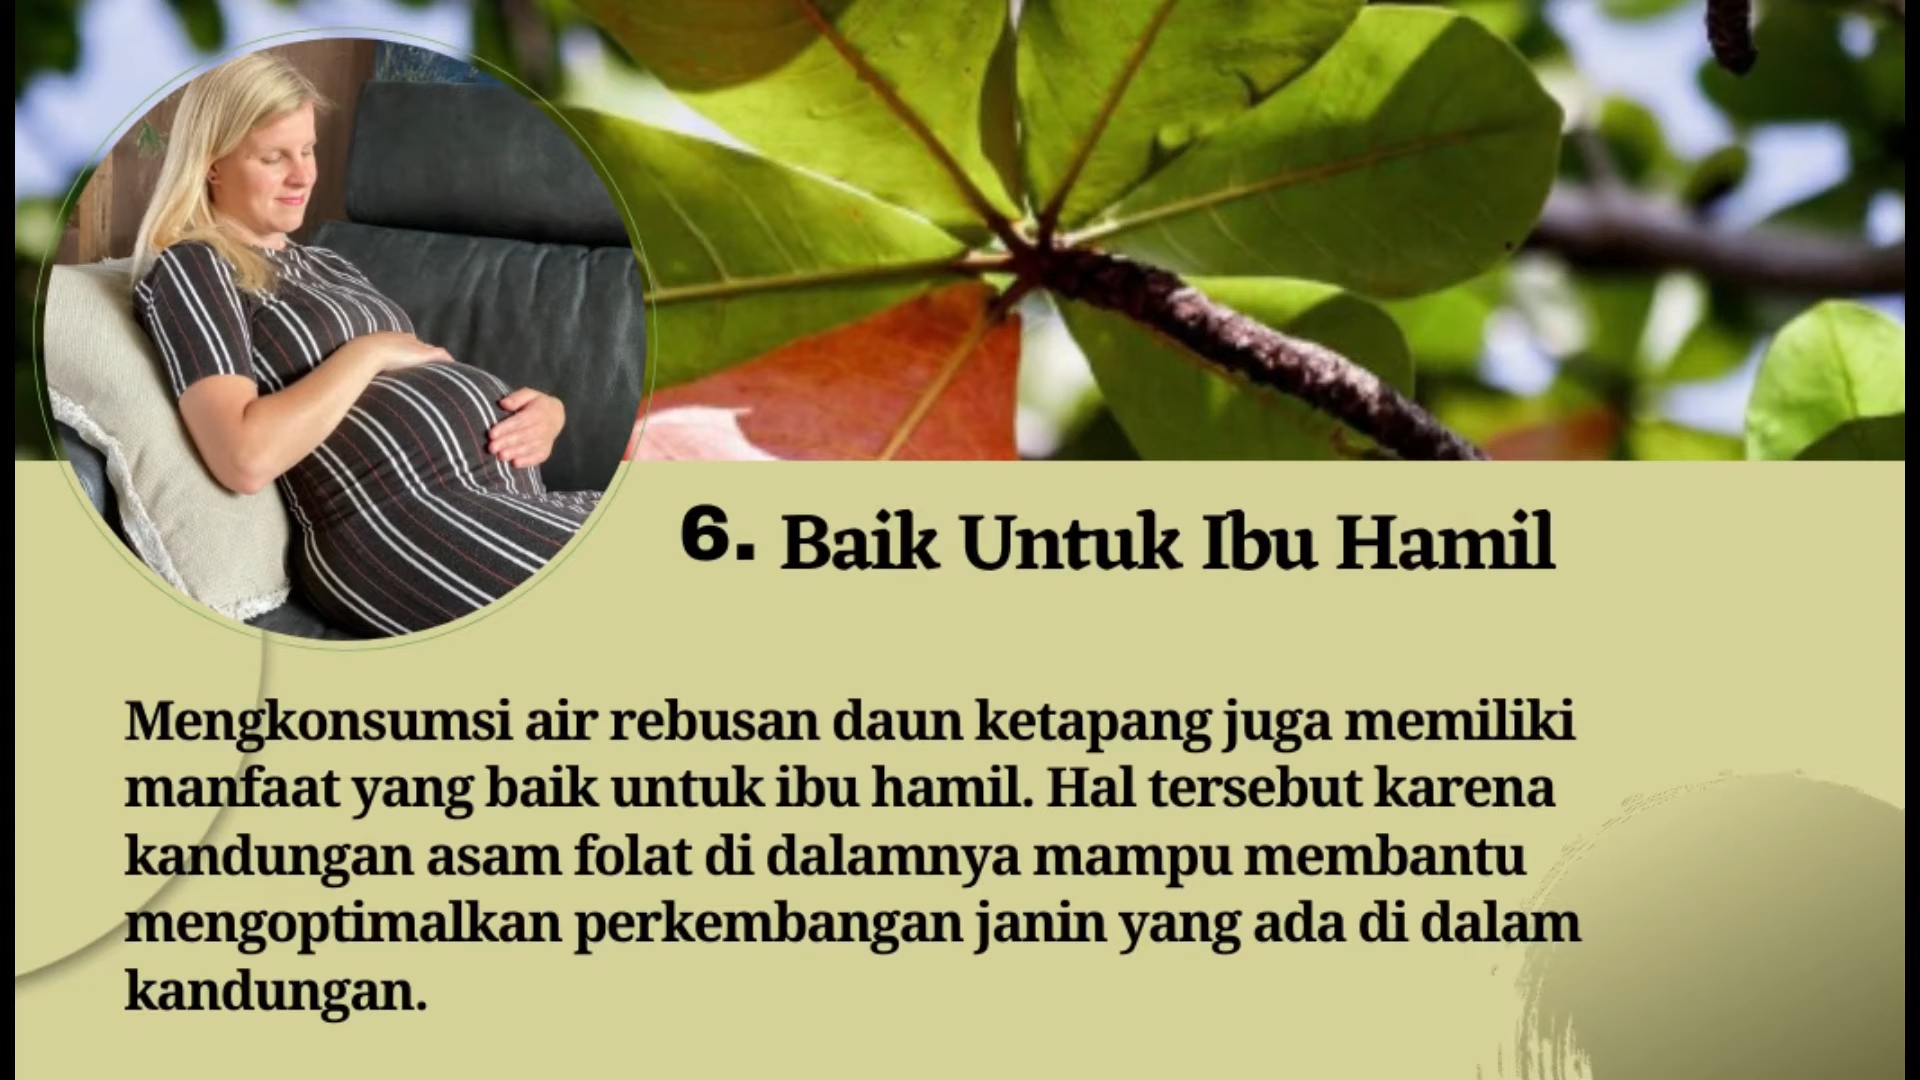 6. Baik Untuk Ibu Hamil
Mengkonsumsi air rebusan daun ketapang juga memiliki
manfaat yang baik untuk ibu hamil. Hal tersebut karena
kandungan asam folat di dalamnya mampu membantu
mengoptimalkan perkembangan janin yang ada di dalam
kandungan.